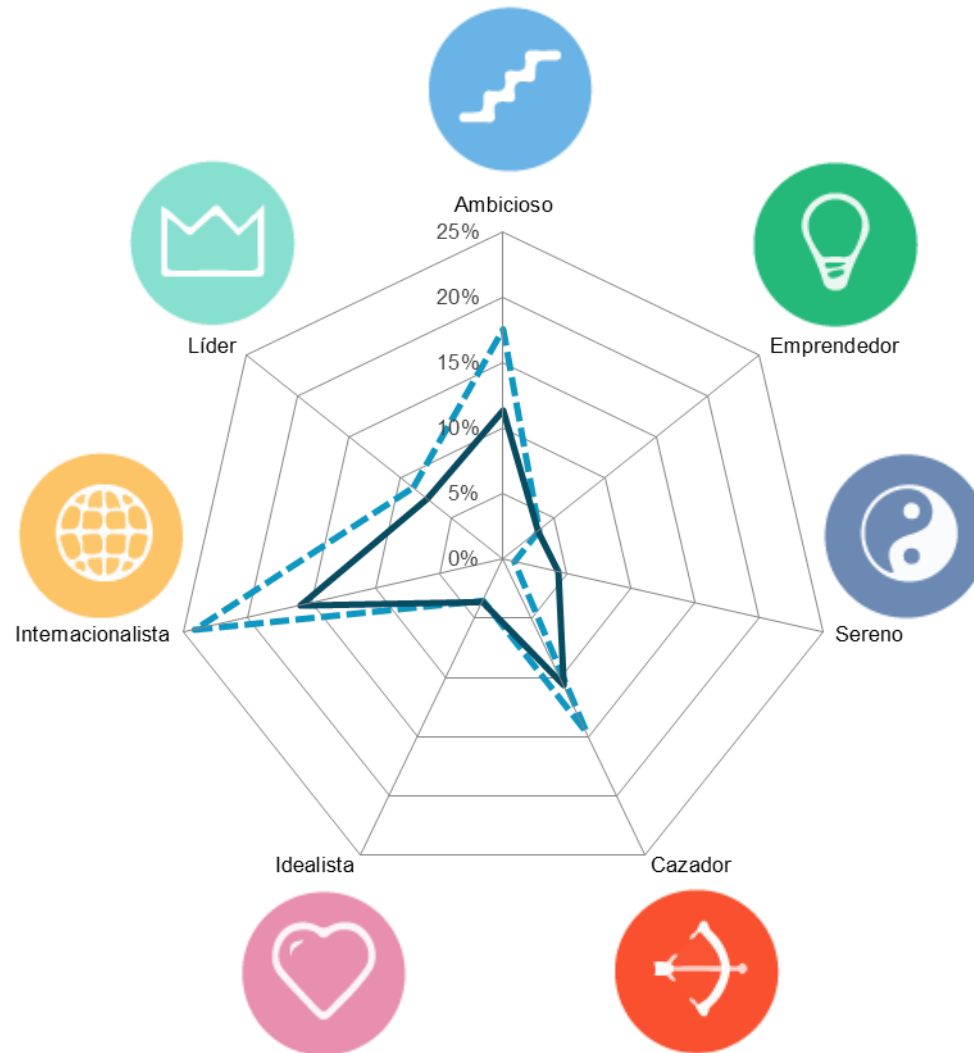 Ambicioso
25%
20%
Líder
Emprendedor
15%
10%
5%
0%
Internacionalista
Sereno
Idealista
Cazador